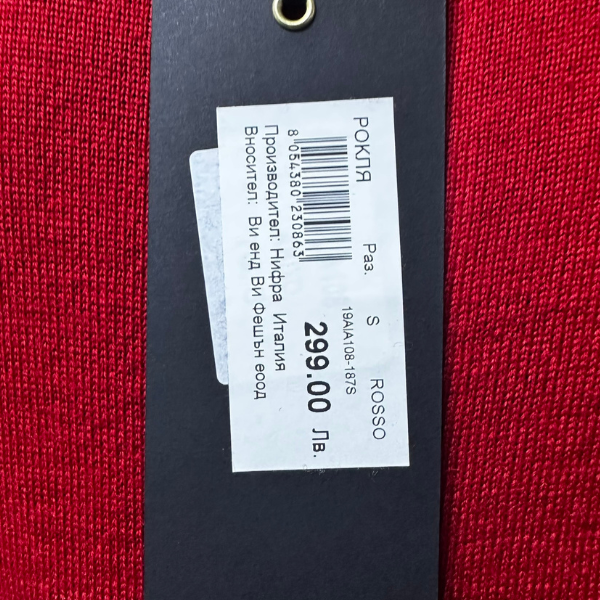 РОКЛЯ Раз. S ROSSO
19AIA108-187S
8 054380 230863
299.00 Лв.
Производител: Нифра Италия
Вносител: Ви енд Ви Фешън еоод